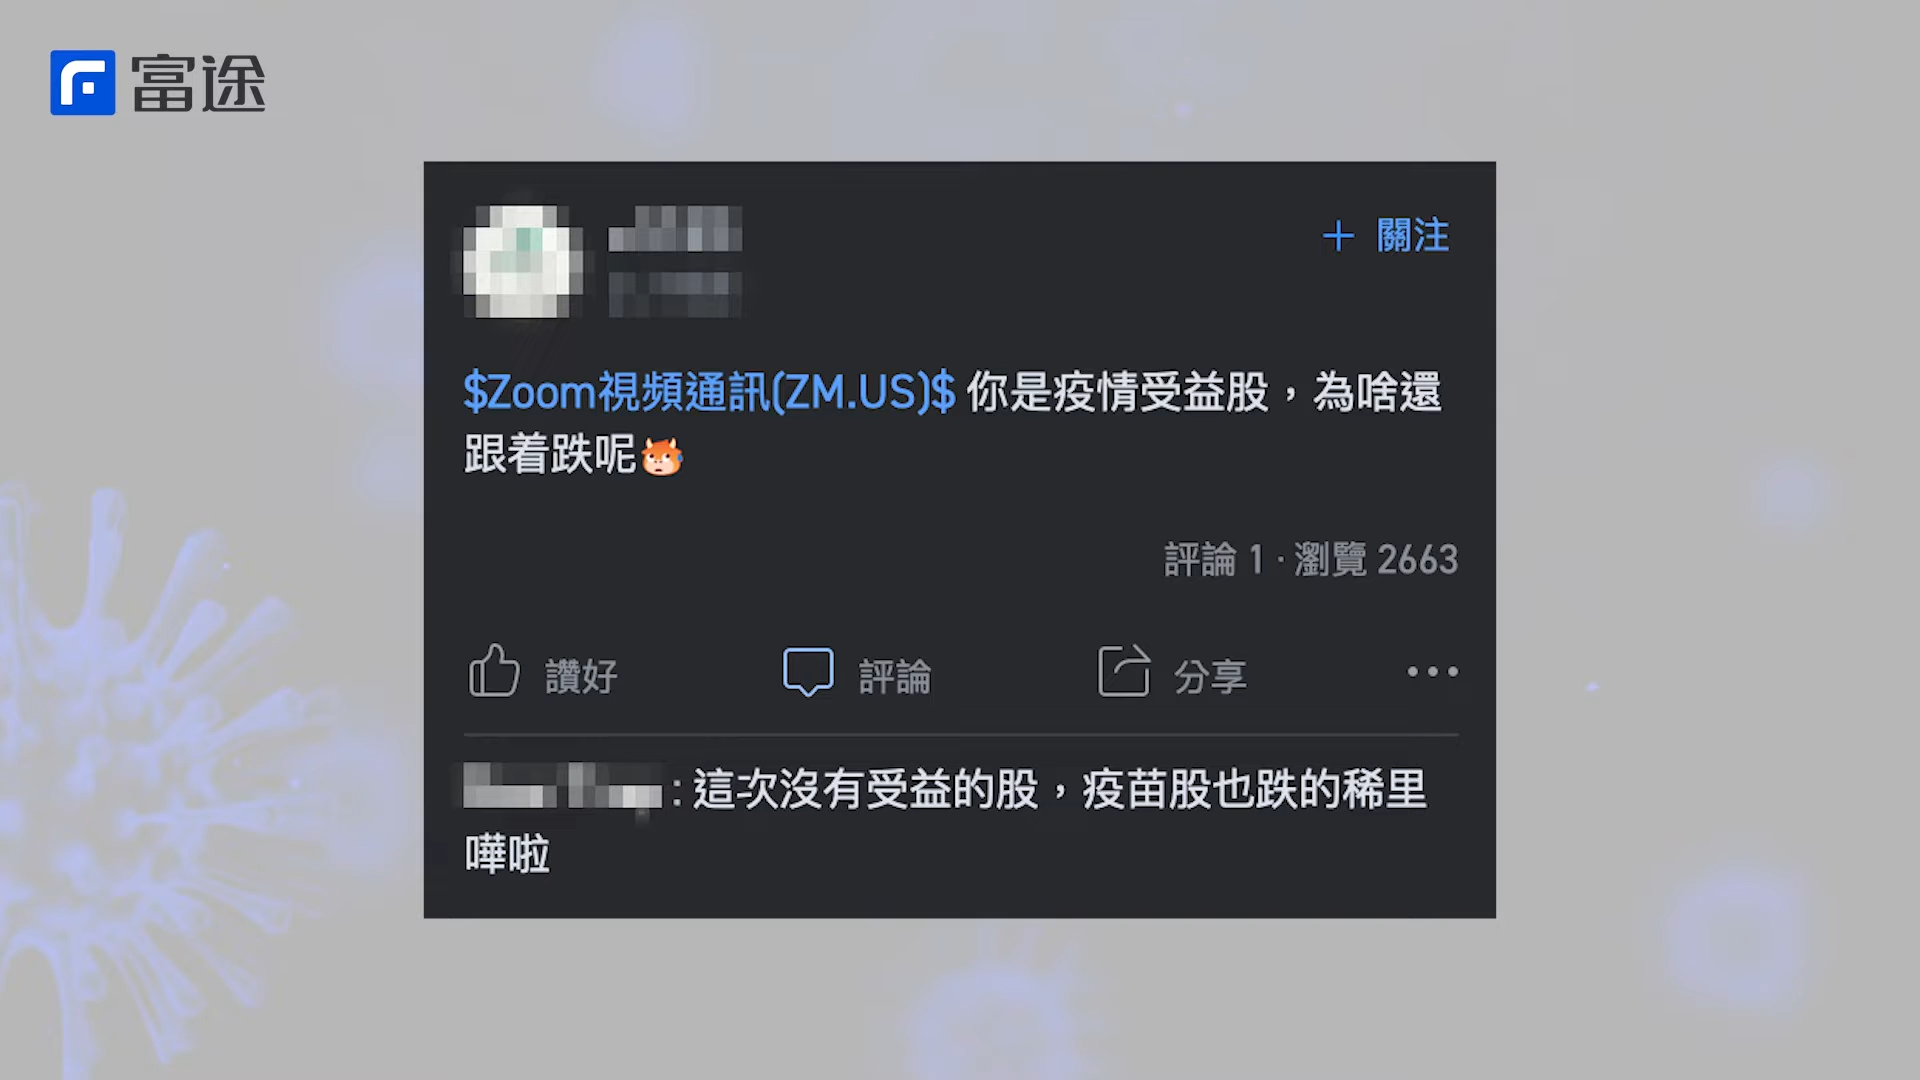 富途
+ 關注
$Zoom視頻通訊(ZM.US)$ 你是疫情受益股，為啥還
跟着跌呢
評論 1 · 瀏覽 2663
讚好 評論 分享
: 這次沒有受益的股，疫苗股也跌的稀里
嘩啦